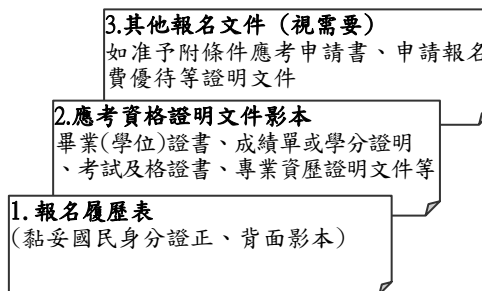 3.其他報名文件（視需要）
如准予附條件應考申請書、申請報名
費優待等證明文件
2.應考資格證明文件影本
畢業(學位)證書、成績單或學分證明
、考試及格證書、專業資歷證明文件等
1.報名履歷表
(黏妥國民身分證正、背面影本)